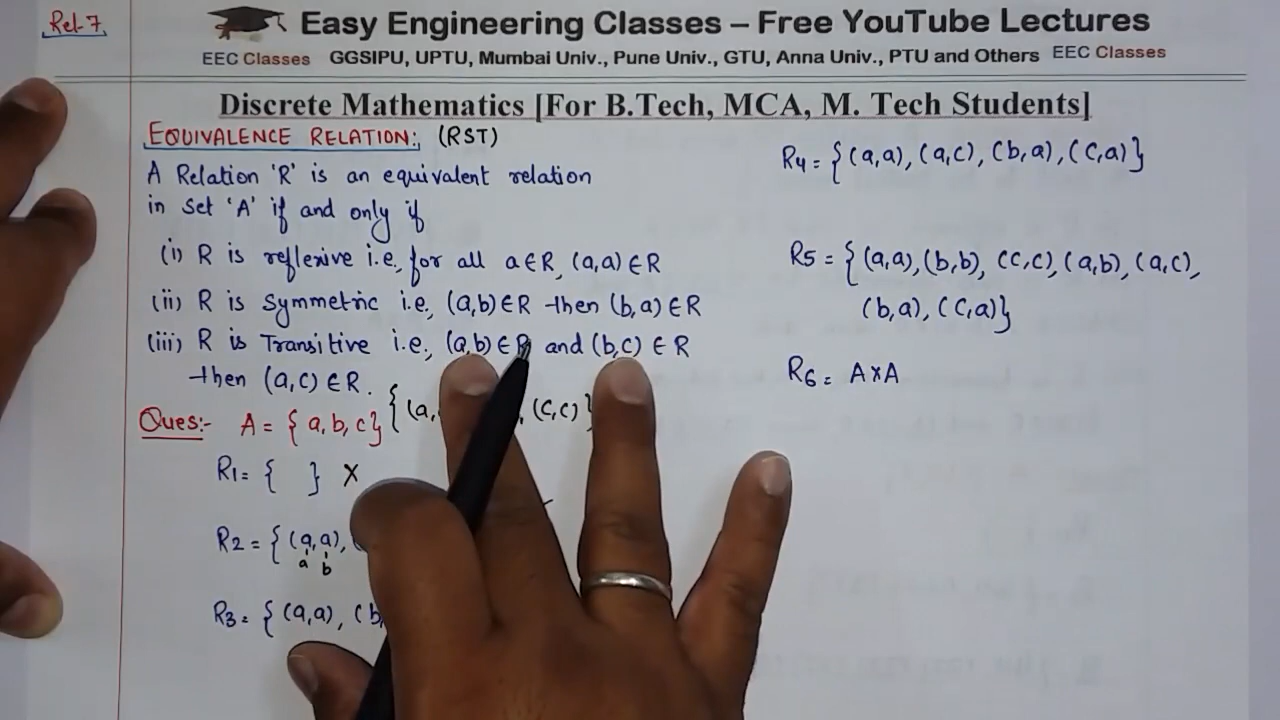 Rel-7
Easy Engineering Classes – Free YouTube Lectures
EEC Classes GGSIPU, UPTU, Mumbai Univ., Pune Univ., GTU, Anna Univ., PTU and Others EEC Classes
Discrete Mathematics [For B.Tech, MCA, M. Tech Students]
EQUIVALENCE RELATION: (RST)
A Relation 'R' is an equivalent relation
in Set 'A' if and only if
(i) R is reflexive i.e, for all a∈R, (a,a)∈R
(ii) R is Symmetric i.e, (a,b)∈R then (b,a)∈R
(iii) R is Transitive i.e, (a,b)∈R and (b,c)∈R
then (a,c)∈R.
Ques:- A = {a,b,c} {(a, (c,c)}
R1 = { } X
R2 = {(a,a),
a b
R3 = {(a,a), (b,
R4 = {(a,a), (a,c), (b,a), (c,a)}
R5 = {(a,a), (b,b), (c,c), (a,b), (a,c),
(b,a), (c,a)}
R6 = A×A